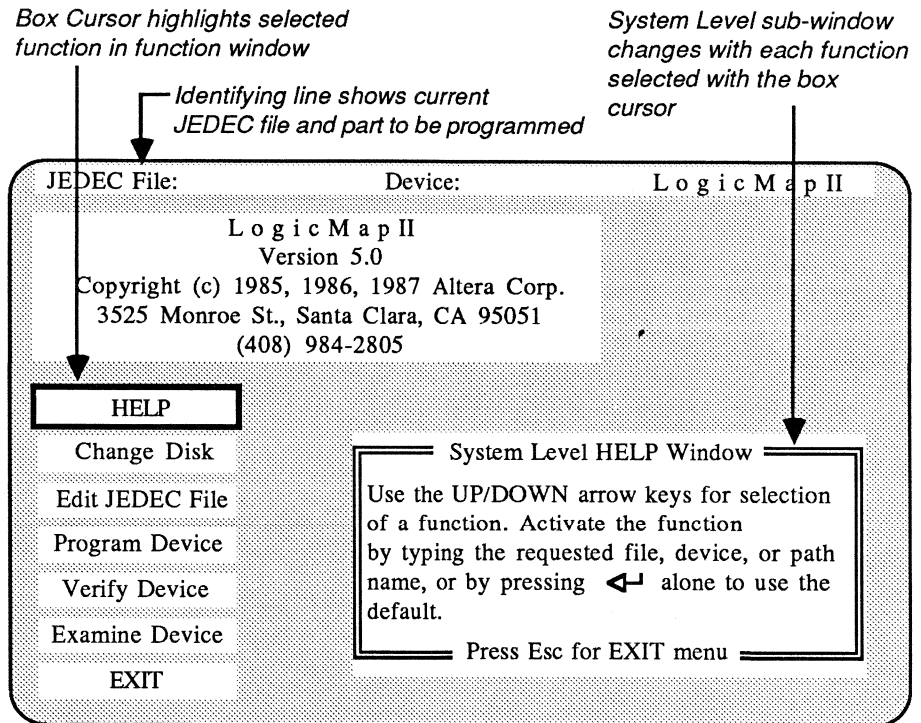 Box Cursor highlights selected
function in function window
System Level sub-window
changes with each function
selected with the box
cursor
Identifying line shows current
JEDEC file and part to be programmed
JEDEC File: Device: LogicMap II
LogicMap II
Version 5.0
Copyright (c) 1985, 1986, 1987 Altera Corp.
3525 Monroe St., Santa Clara, CA 95051
(408) 984-2805
HELP
Change Disk
Edit JEDEC File
Program Device
Verify Device
Examine Device
EXIT
System Level HELP Window
Use the UP/DOWN arrow keys for selection
of a function. Activate the function
by typing the requested file, device, or path
name, or by pressing ↵ alone to use the
default.
Press Esc for EXIT menu